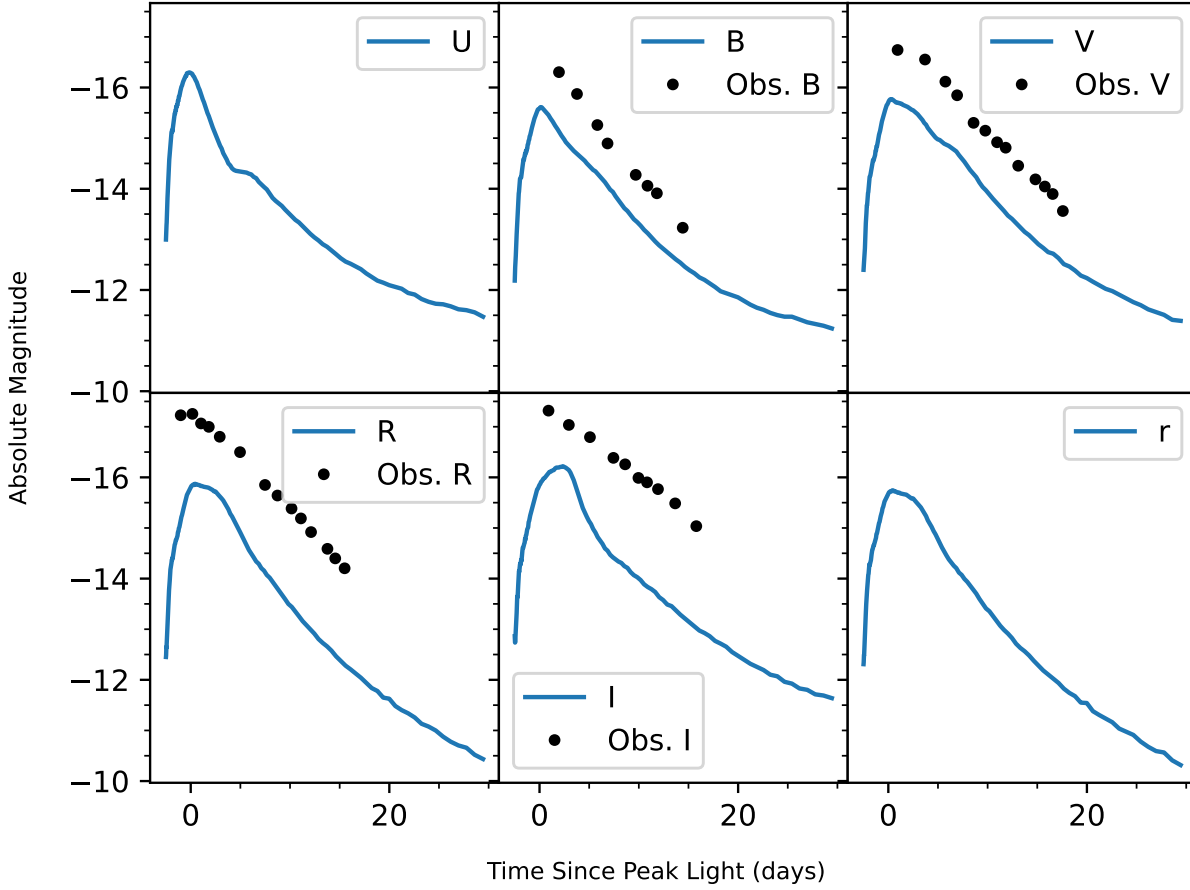 U
B
Obs. B
V
Obs. V
−16
−14
−12
−10
R
Obs. R
I
Obs. I
r
−16
−14
−12
−10
0
20
0
20
0
20
Absolute Magnitude
Time Since Peak Light (days)